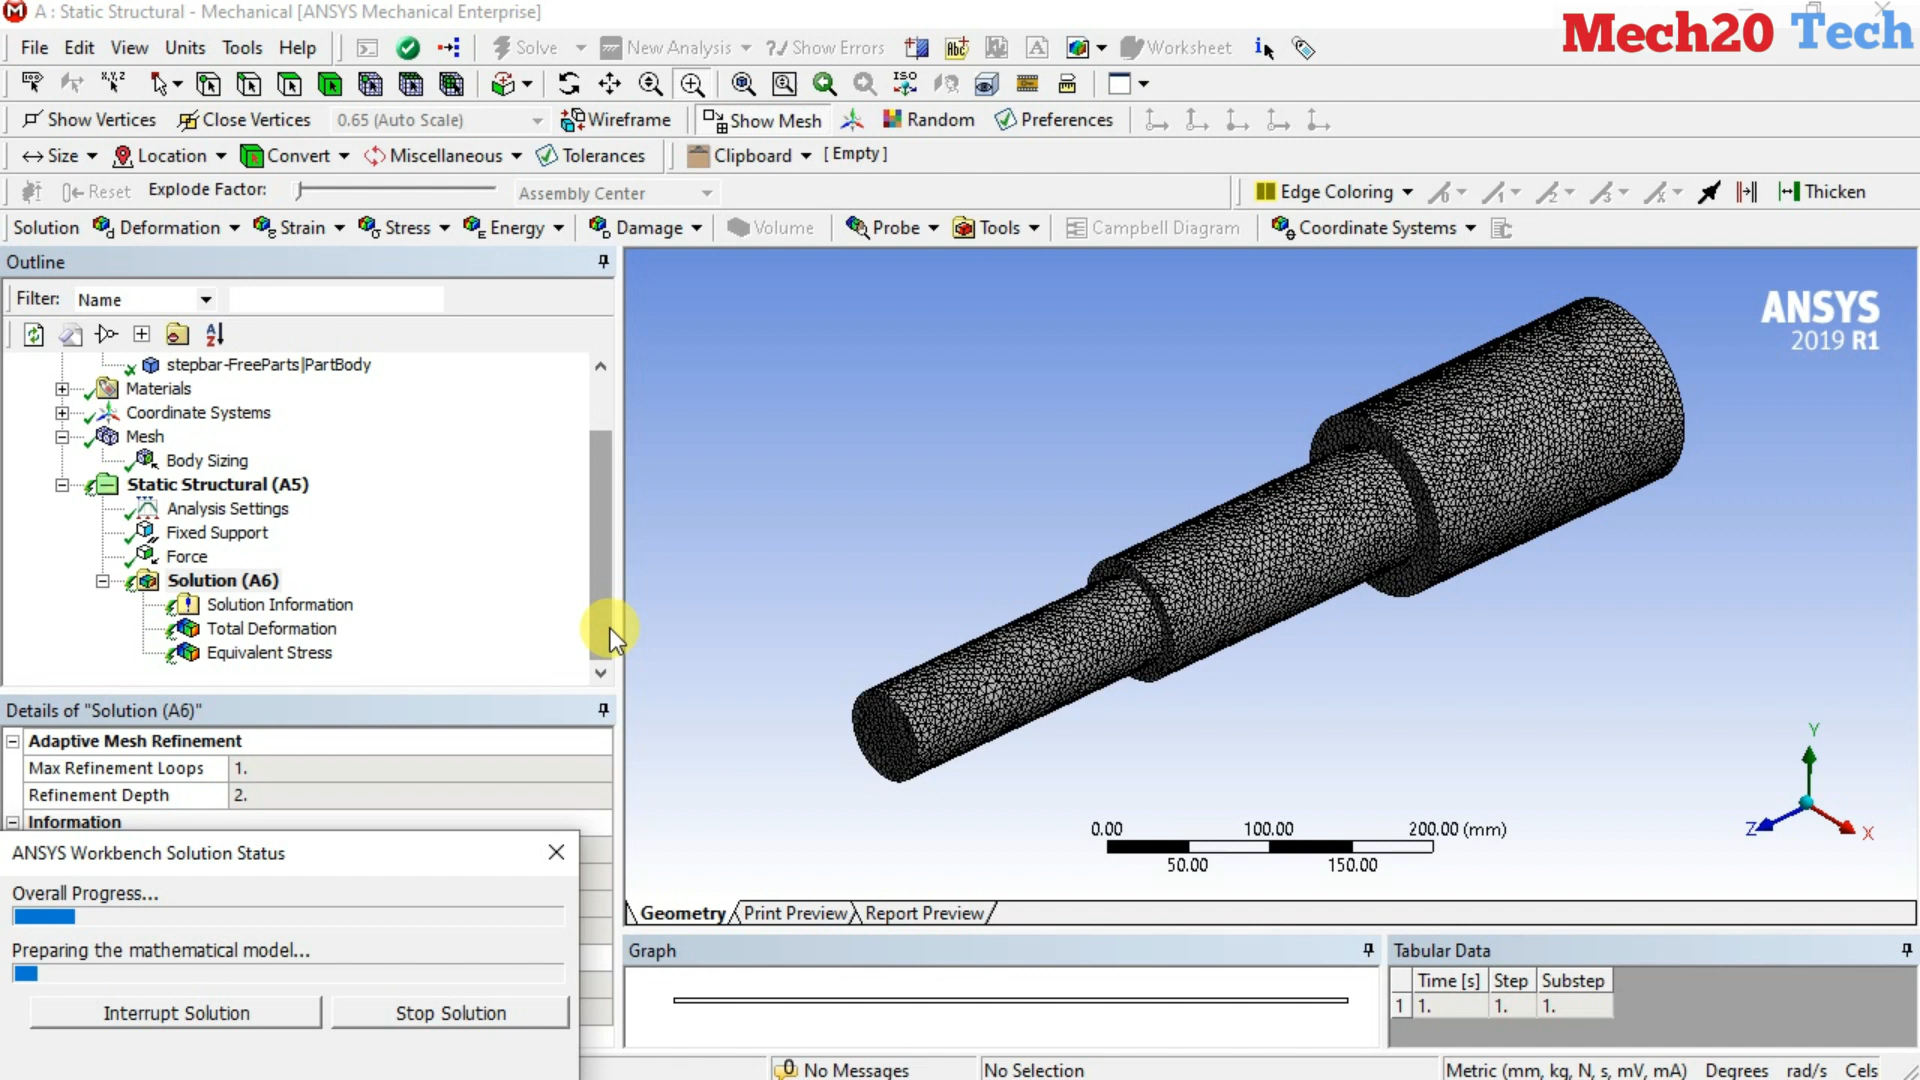 A : Static Structural - Mechanical [ANSYS Mechanical Enterprise]
Mech20 Tech
File Edit View Units Tools Help Solve New Analysis Show Errors Worksheet
Show Vertices Close Vertices 0.65 (Auto Scale) Wireframe Show Mesh Random Preferences
Size Location Convert Miscellaneous Tolerances Clipboard [ Empty ]
Reset Explode Factor: Assembly Center Edge Coloring Thicken
Solution Deformation Strain Stress Energy Damage Volume Probe Tools Campbell Diagram Coordinate Systems
Outline
Filter: Name
stepbar-FreeParts|PartBody
Materials
Coordinate Systems
Mesh
Body Sizing
Static Structural (A5)
Analysis Settings
Fixed Support
Force
Solution (A6)
Solution Information
Total Deformation
Equivalent Stress
Details of "Solution (A6)"
Adaptive Mesh Refinement
Max Refinement Loops 1.
Refinement Depth 2.
Information
ANSYS Workbench Solution Status
Overall Progress...
Preparing the mathematical model...
Interrupt Solution Stop Solution
ANSYS
2019 R1
Y
Z
X
0.00 100.00 200.00 (mm)
50.00 150.00
Geometry Print Preview Report Preview
Graph
Tabular Data
Time [s] Step Substep
1 1. 1. 1.
0 No Messages No Selection Metric (mm, kg, N, s, mV, mA) Degrees rad/s Cels